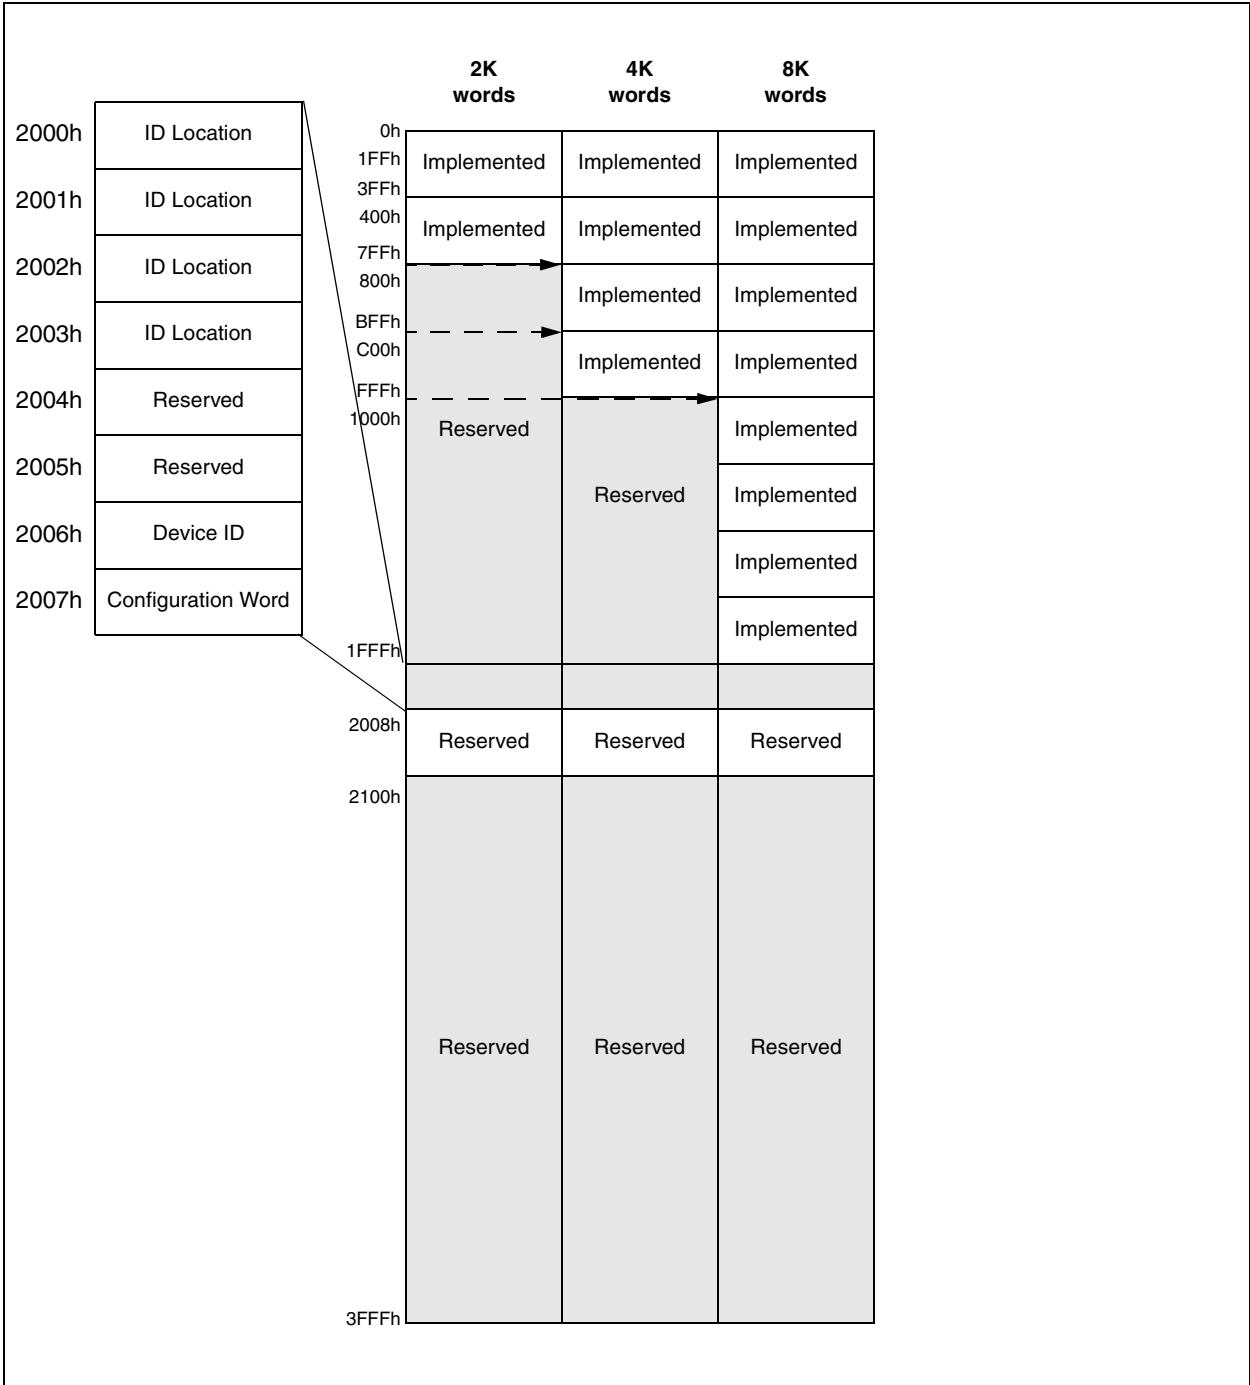 2K words
4K words
8K words
2000h ID Location
2001h ID Location
2002h ID Location
2003h ID Location
2004h Reserved
2005h Reserved
2006h Device ID
2007h Configuration Word
0h
1FFh Implemented Implemented Implemented
3FFh
400h Implemented Implemented Implemented
7FFh
800h Implemented Implemented
BFFh
C00h Implemented Implemented
FFFh
1000h Reserved Implemented
Reserved Implemented
Implemented
Implemented
1FFFh
2008h Reserved Reserved Reserved
2100h
Reserved Reserved Reserved
3FFFh